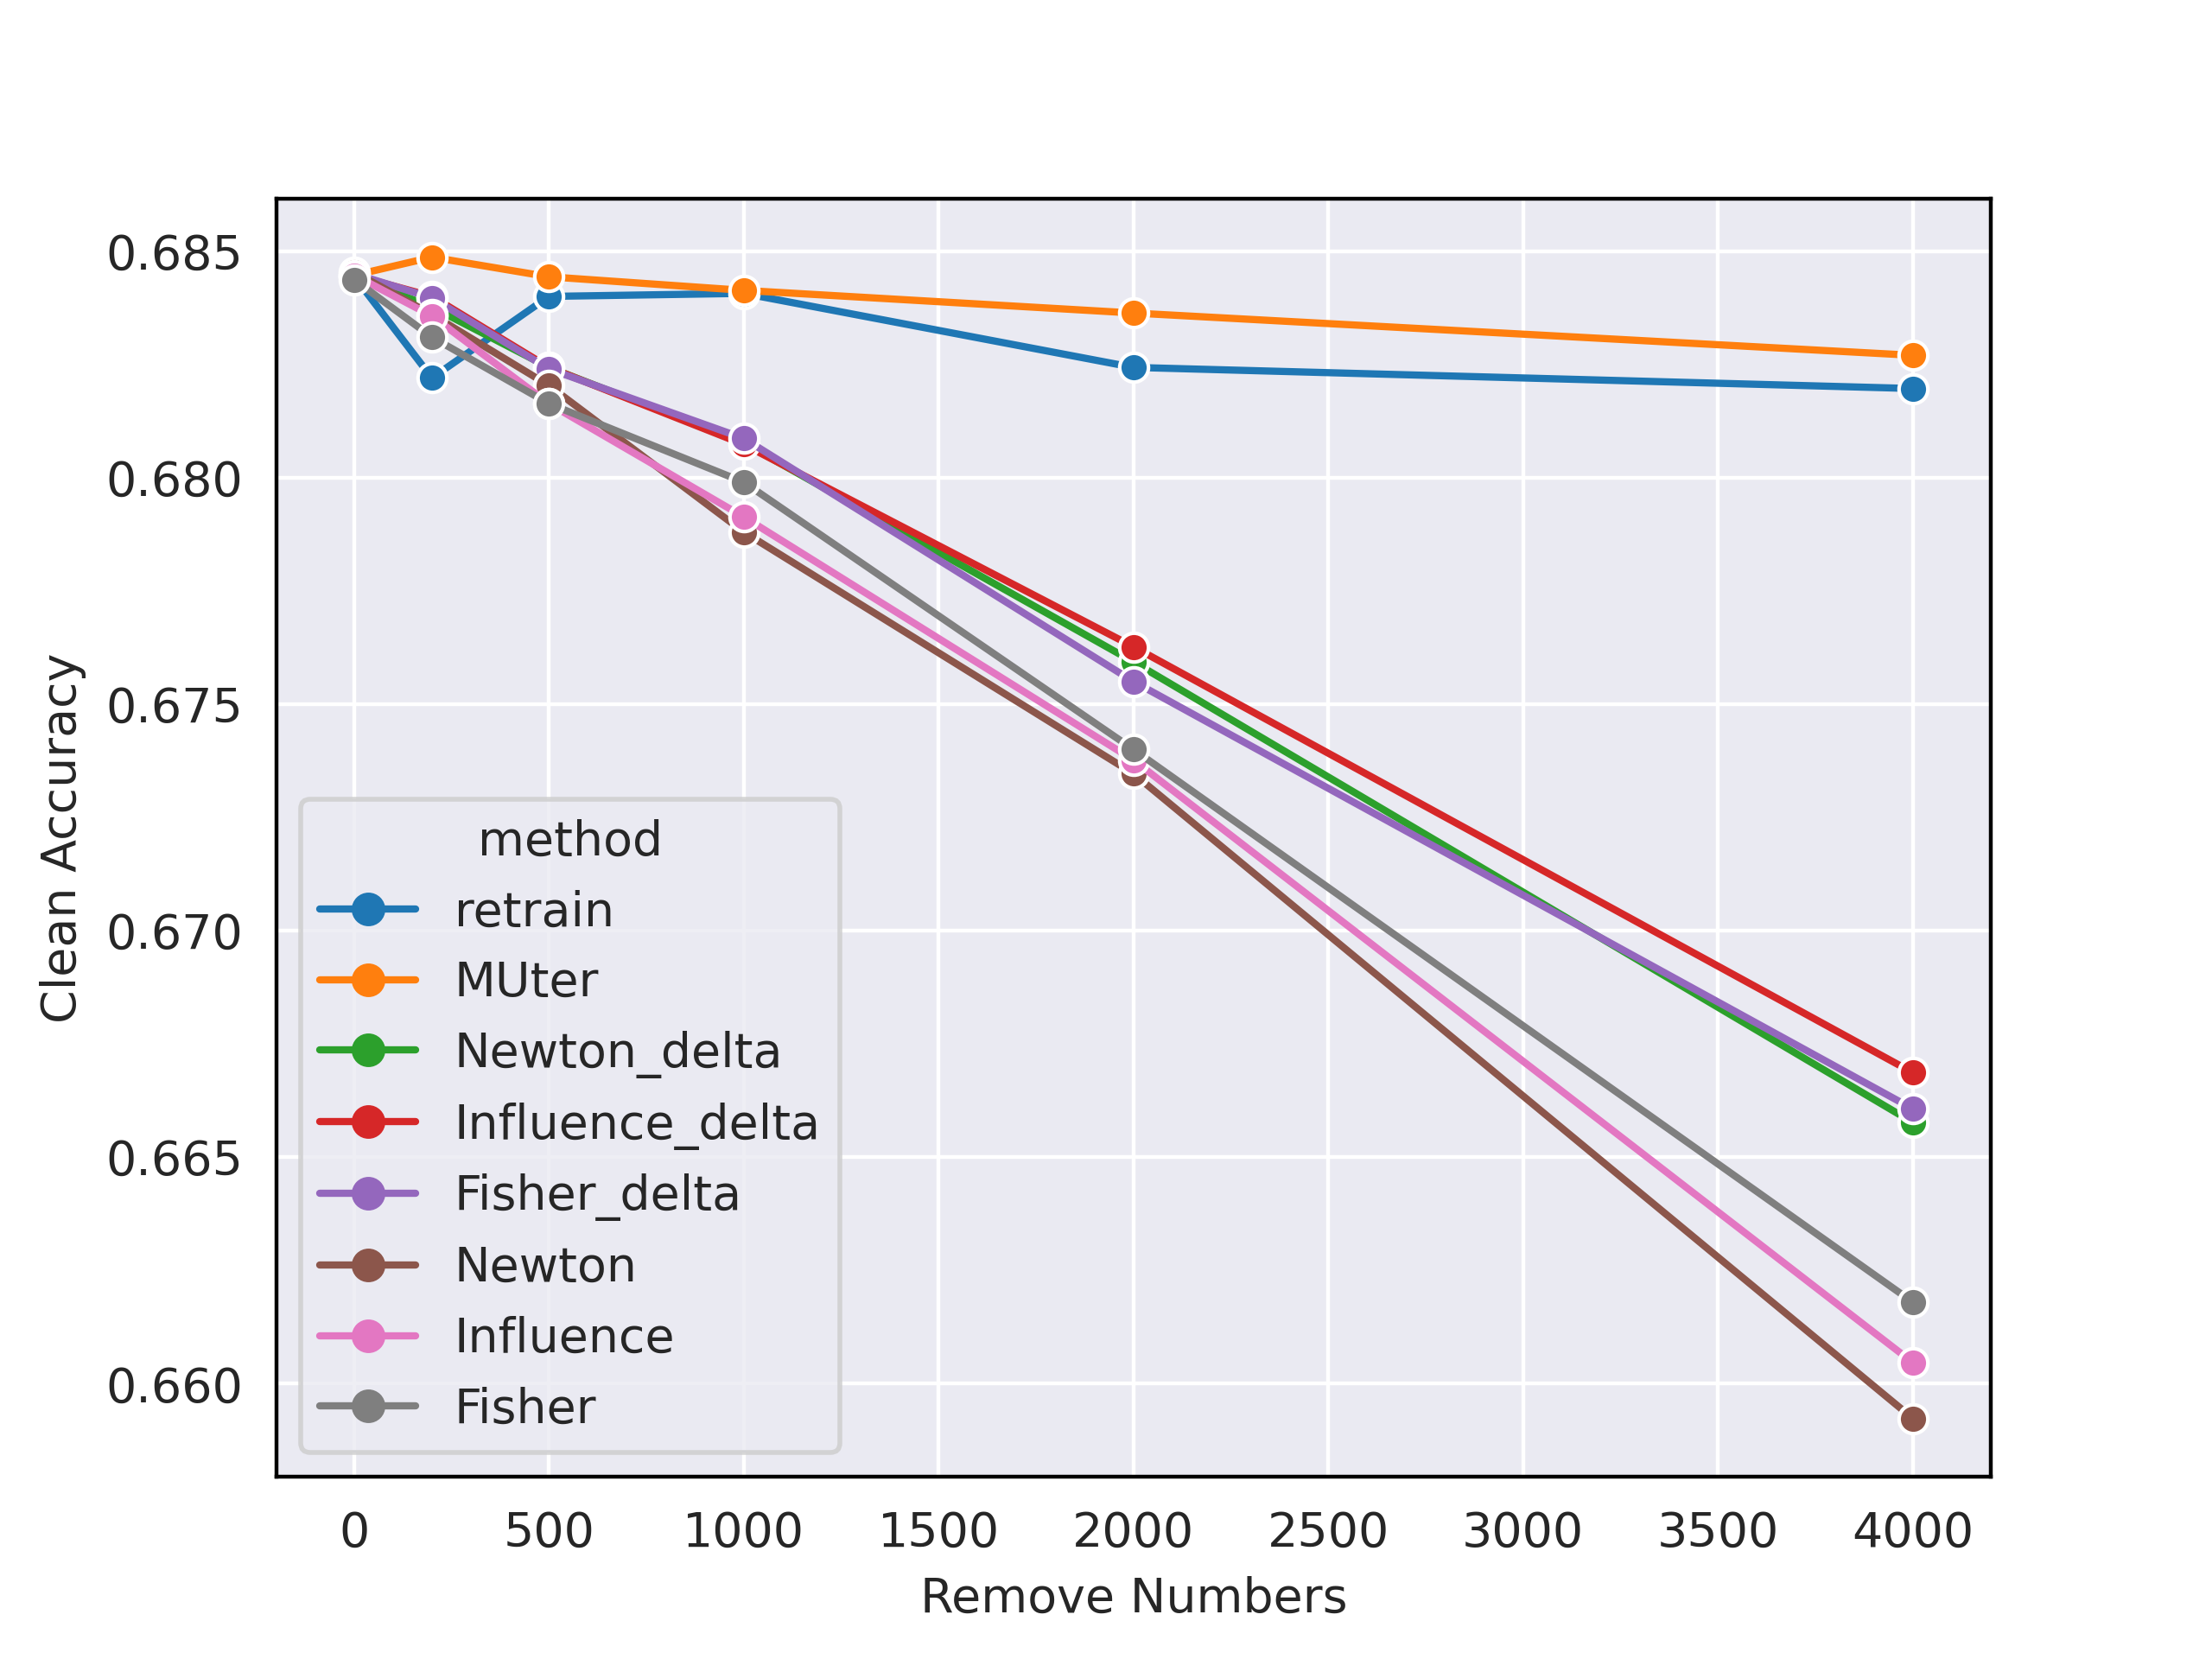 0.685
0.680
0.675
0.670
0.665
0.660
Clean Accuracy
method
retrain
MUter
Newton_delta
Influence_delta
Fisher_delta
Newton
Influence
Fisher
0 500 1000 1500 2000 2500 3000 3500 4000
Remove Numbers